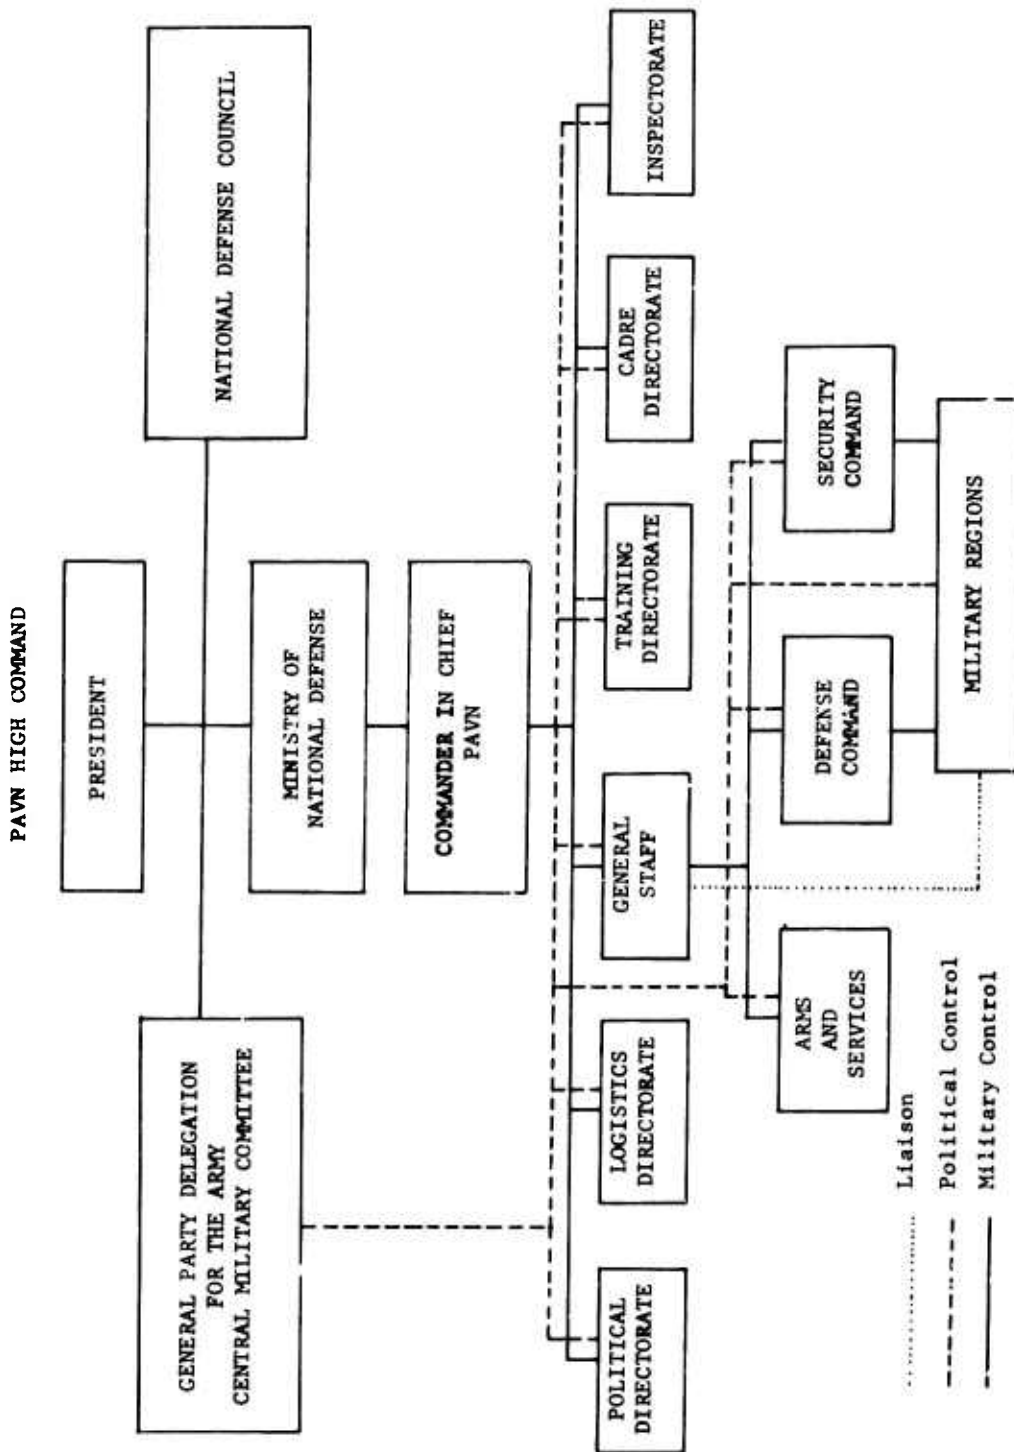 PAVN HIGH COMMAND
PRESIDENT
GENERAL PARTY DELEGATION
FOR THE ARMY
CENTRAL MILITARY COMMITTEE
NATIONAL DEFENSE COUNCIL
MINISTRY OF
NATIONAL DEFENSE
COMMANDER IN CHIEF
PAVN
POLITICAL
DIRECTORATE
LOGISTICS
DIRECTORATE
GENERAL
STAFF
TRAINING
DIRECTORATE
CADRE
DIRECTORATE
INSPECTORATE
ARMS
AND
SERVICES
DEFENSE
COMMAND
SECURITY
COMMAND
MILITARY REGIONS
Liaison
Political Control
Military Control